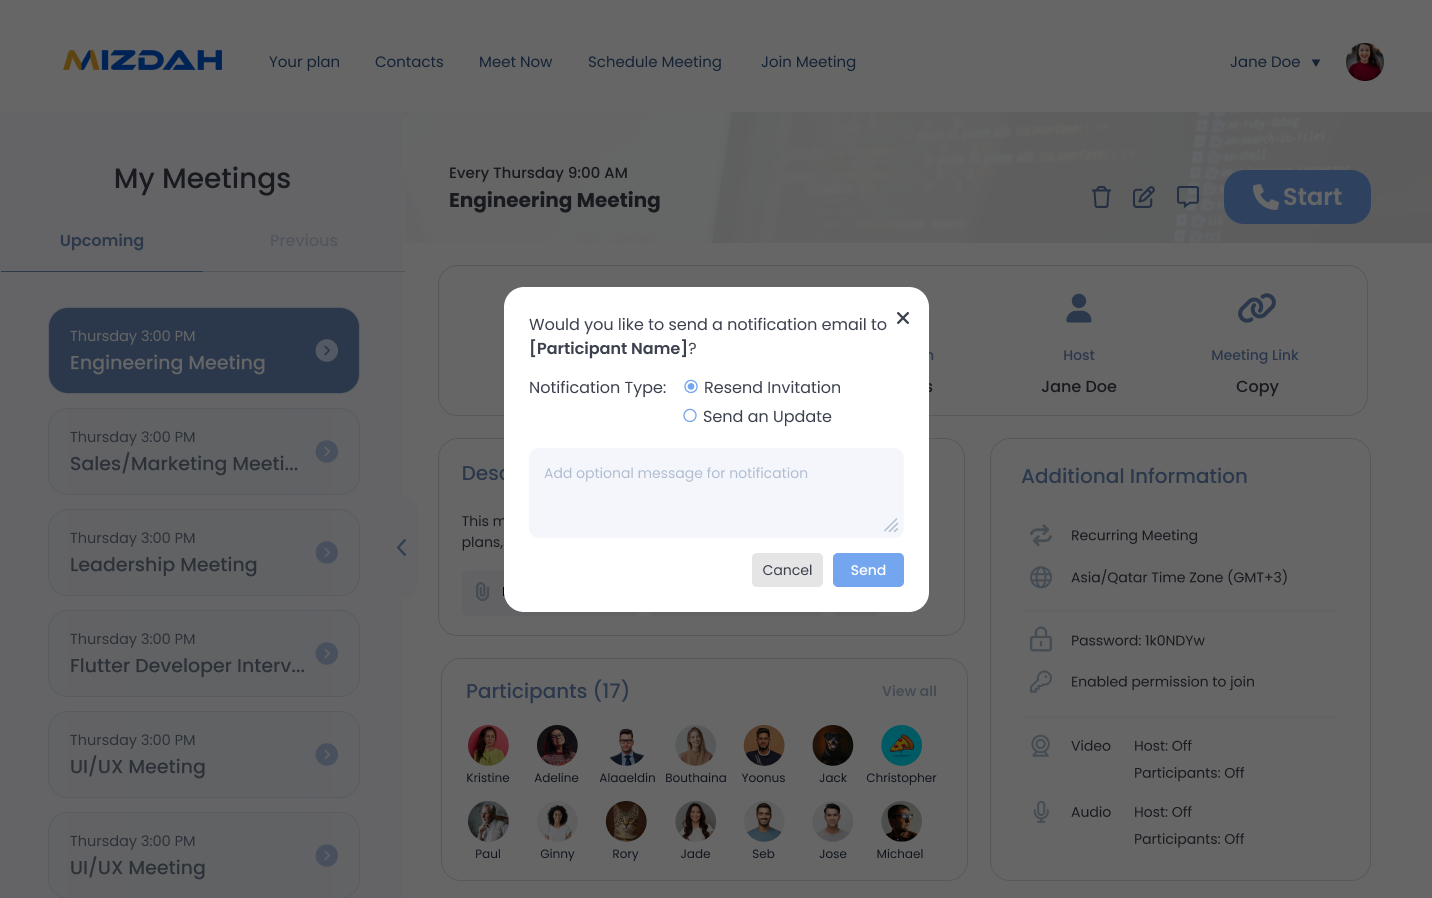 MIZDAH
Your plan
Contacts
Meet Now
Schedule Meeting
Join Meeting
Jane Doe
My Meetings
Upcoming
Previous
Thursday 3:00 PM
Engineering Meeting
Thursday 3:00 PM
Sales/Marketing Meeti...
Thursday 3:00 PM
Leadership Meeting
Thursday 3:00 PM
Flutter Developer Interv...
Thursday 3:00 PM
UI/UX Meeting
Thursday 3:00 PM
UI/UX Meeting
Every Thursday 9:00 AM
Engineering Meeting
Start
Host
Jane Doe
Meeting Link
Copy
Would you like to send a notification email to
[Participant Name]?
Notification Type:
Resend Invitation
Send an Update
Add optional message for notification
Cancel
Send
This
plans,
Participants (17)
View all
Kristine
Adeline
Alaaeldin
Bouthaina
Yoonus
Jack
Christopher
Paul
Ginny
Rory
Jade
Seb
Jose
Michael
Additional Information
Recurring Meeting
Asia/Qatar Time Zone (GMT+3)
Password: 1k0NDYw
Enabled permission to join
Video
Host: Off
Participants: Off
Audio
Host: Off
Participants: Off